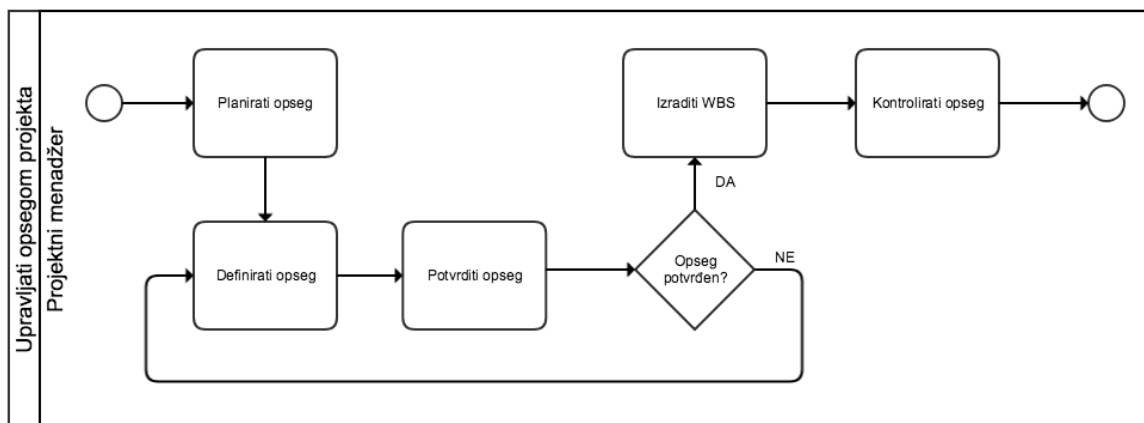 Upravljati opsegom projekta
Projektni menadžer
Planirati opseg
Izraditi WBS
Kontrolirati opseg
DA
Definirati opseg
Potvrditi opseg
Opseg
potvrđen?
NE